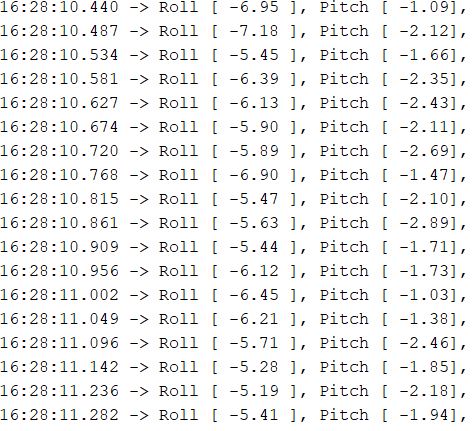 16:28:10.440 -> Roll [ -6.95 ], Pitch [ -1.09],
16:28:10.487 -> Roll [ -7.18 ], Pitch [ -2.12],
16:28:10.534 -> Roll [ -5.45 ], Pitch [ -1.66],
16:28:10.581 -> Roll [ -6.39 ], Pitch [ -2.35],
16:28:10.627 -> Roll [ -6.13 ], Pitch [ -2.43],
16:28:10.674 -> Roll [ -5.90 ], Pitch [ -2.11],
16:28:10.720 -> Roll [ -5.89 ], Pitch [ -2.69],
16:28:10.768 -> Roll [ -6.90 ], Pitch [ -1.47],
16:28:10.815 -> Roll [ -5.47 ], Pitch [ -2.10],
16:28:10.861 -> Roll [ -5.63 ], Pitch [ -2.89],
16:28:10.909 -> Roll [ -5.44 ], Pitch [ -1.71],
16:28:10.956 -> Roll [ -6.12 ], Pitch [ -1.73],
16:28:11.002 -> Roll [ -6.45 ], Pitch [ -1.03],
16:28:11.049 -> Roll [ -6.21 ], Pitch [ -1.38],
16:28:11.096 -> Roll [ -5.71 ], Pitch [ -2.46],
16:28:11.142 -> Roll [ -5.28 ], Pitch [ -1.85],
16:28:11.236 -> Roll [ -5.19 ], Pitch [ -2.18],
16:28:11.282 -> Roll [ -5.41 ], Pitch [ -1.94],